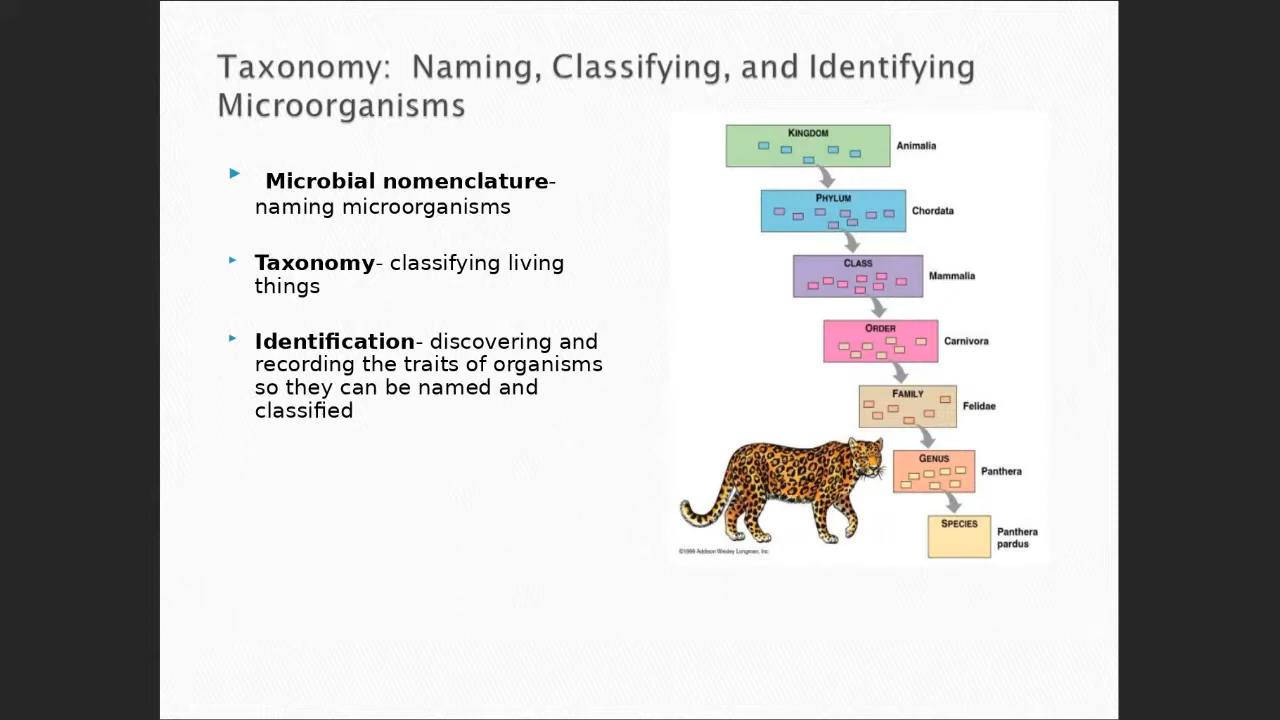 Taxonomy:  Naming, Classifying, and Identifying
Microorganisms
Microbial nomenclature-
naming microorganisms
Taxonomy- classifying living
things
Identification- discovering and
recording the traits of organisms
so they can be named and
classified
KINGDOM
Animalia
PHYLUM
Chordata
CLASS
Mammalia
ORDER
Carnivora
FAMILY
Felidae
GENUS
Panthera
SPECIES
Panthera
pardus
©1999 Addison Wesley Longman, Inc.